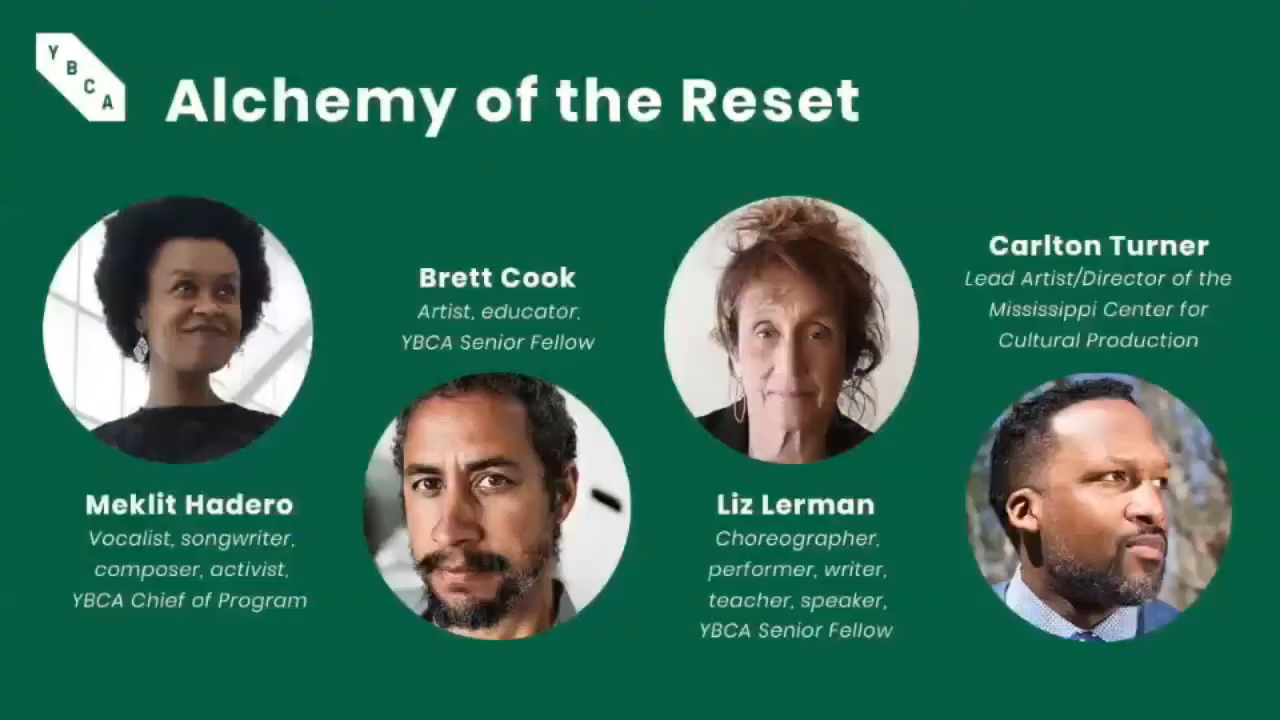 YBCA
Alchemy of the Reset
Meklit Hadero
Vocalist, songwriter,
composer, activist,
YBCA Chief of Program
Brett Cook
Artist, educator,
YBCA Senior Fellow
Liz Lerman
Choreographer,
performer, writer,
teacher, speaker,
YBCA Senior Fellow
Carlton Turner
Lead Artist/Director of the
Mississippi Center for
Cultural Production